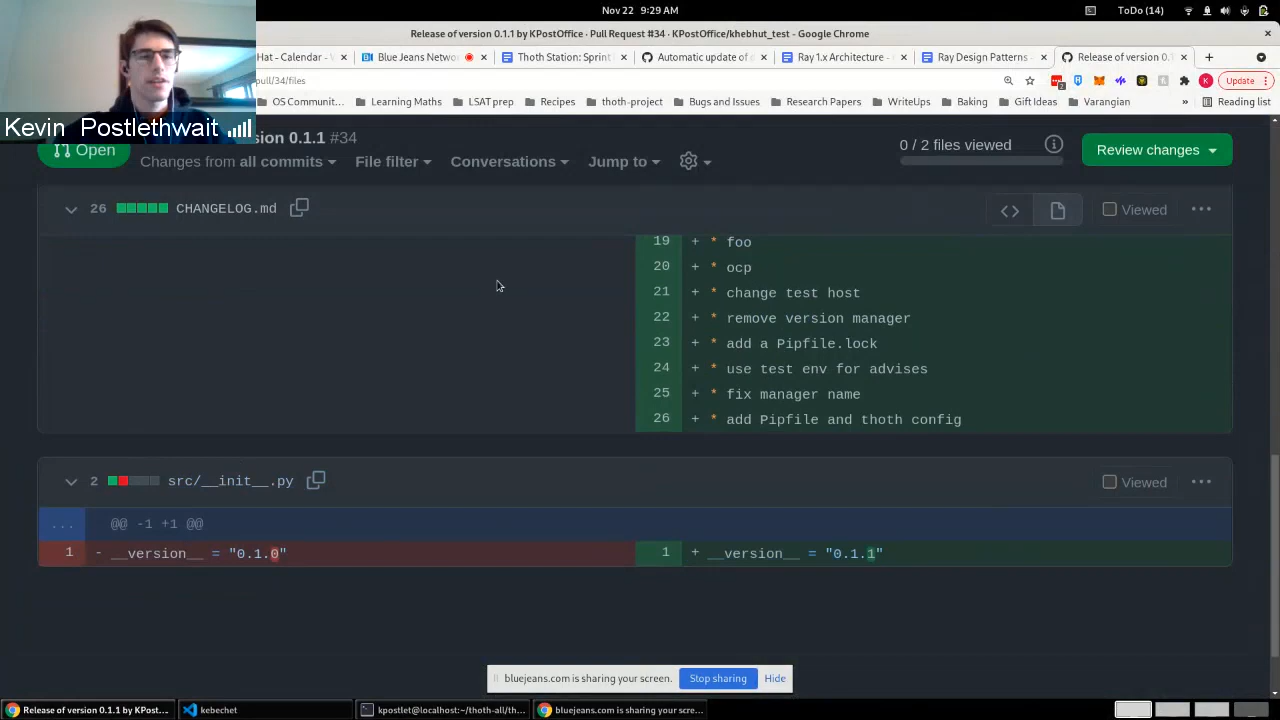 Nov 22 9:29 AM
ToDo (14)
Release of version 0.1.1 by KPostOffice · Pull Request #34 · KPostOffice/khebhut_test - Google Chrome
Hat - Calendar - V
Blue Jeans Netwo
Thoth Station: Sprint
Automatic update of
Ray 1.x Architecture -
Ray Design Patterns -
Release of version 0.1.
pull/34/files
Update
OS Communit...
Learning Maths
LSAT prep
Recipes
thoth-project
Bugs and Issues
Research Papers
WriteUps
Baking
Gift Ideas
Varangian
Reading list
Kevin Postlethwait
sion 0.1.1 #34
Open
Changes from all commits
File filter
Conversations
Jump to
0 / 2 files viewed
Review changes
26 CHANGELOG.md
Viewed
19 + * foo
20 + * ocp
21 + * change test host
22 + * remove version manager
23 + * add a Pipfile.lock
24 + * use test env for advises
25 + * fix manager name
26 + * add Pipfile and thoth config
2 src/__init__.py
Viewed
... @@ -1 +1 @@
1 - __version__ = "0.1.0"
1 + __version__ = "0.1.1"
bluejeans.com is sharing your screen.
Stop sharing
Hide
Release of version 0.1.1 by KPost...
kebechet
kpostlet@localhost:~/thoth-all/th...
bluejeans.com is sharing your scre...